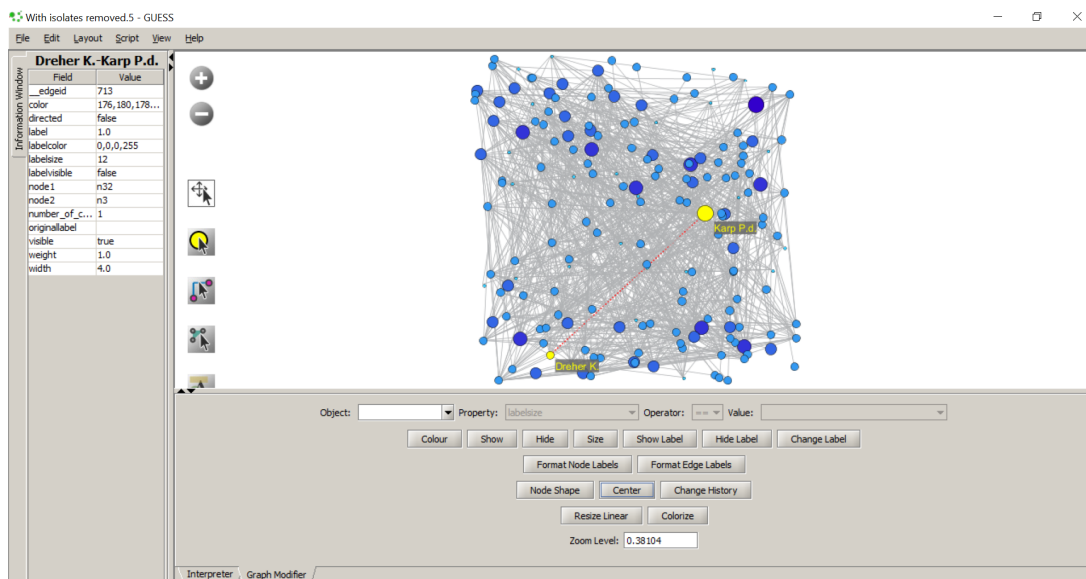 With isolates removed.5 - GUESS
File Edit Layout Script View Help
Information Window
Dreher K.-Karp P.d.
Field Value
__edgeid 713
color 176,180,178...
directed false
label 1.0
labelcolor 0,0,0,255
labelsize 12
labelvisible false
node1 n32
node2 n3
number_of_c... 1
originallabel
visible true
weight 1.0
width 4.0
Karp P.d.
Dreher K.
Object: Property: labelsize Operator: == Value:
Colour Show Hide Size Show Label Hide Label Change Label
Format Node Labels Format Edge Labels
Node Shape Center Change History
Resize Linear Colorize
Zoom Level: 0.38104
Interpreter Graph Modifier